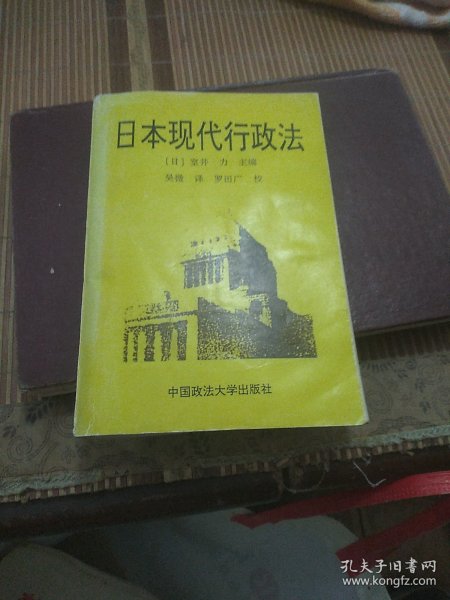 日本现代行政法
〔日〕室井 力 主编
吴微 译 罗田广 校
中国政法大学出版社
孔夫子旧书网
www.kongfz.com